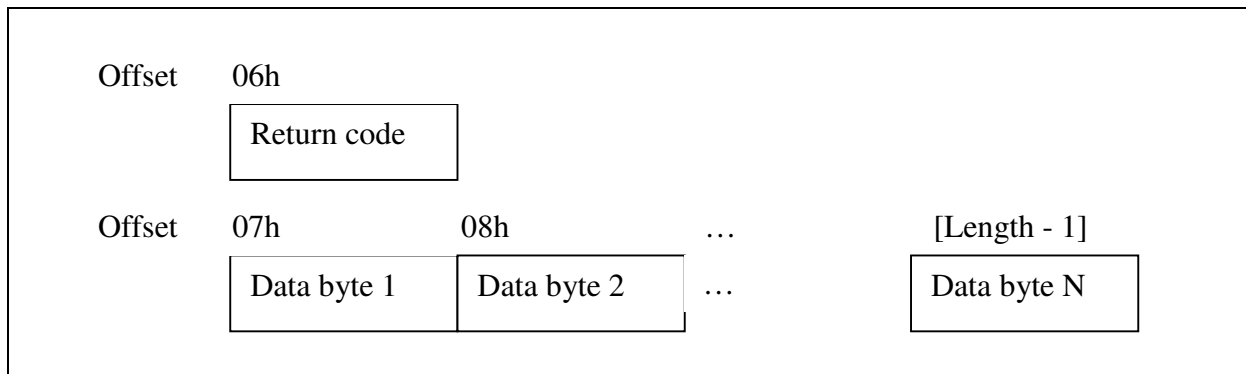 Offset 06h
Return code
Offset 07h 08h … [Length - 1]
Data byte 1 Data byte 2 … Data byte N